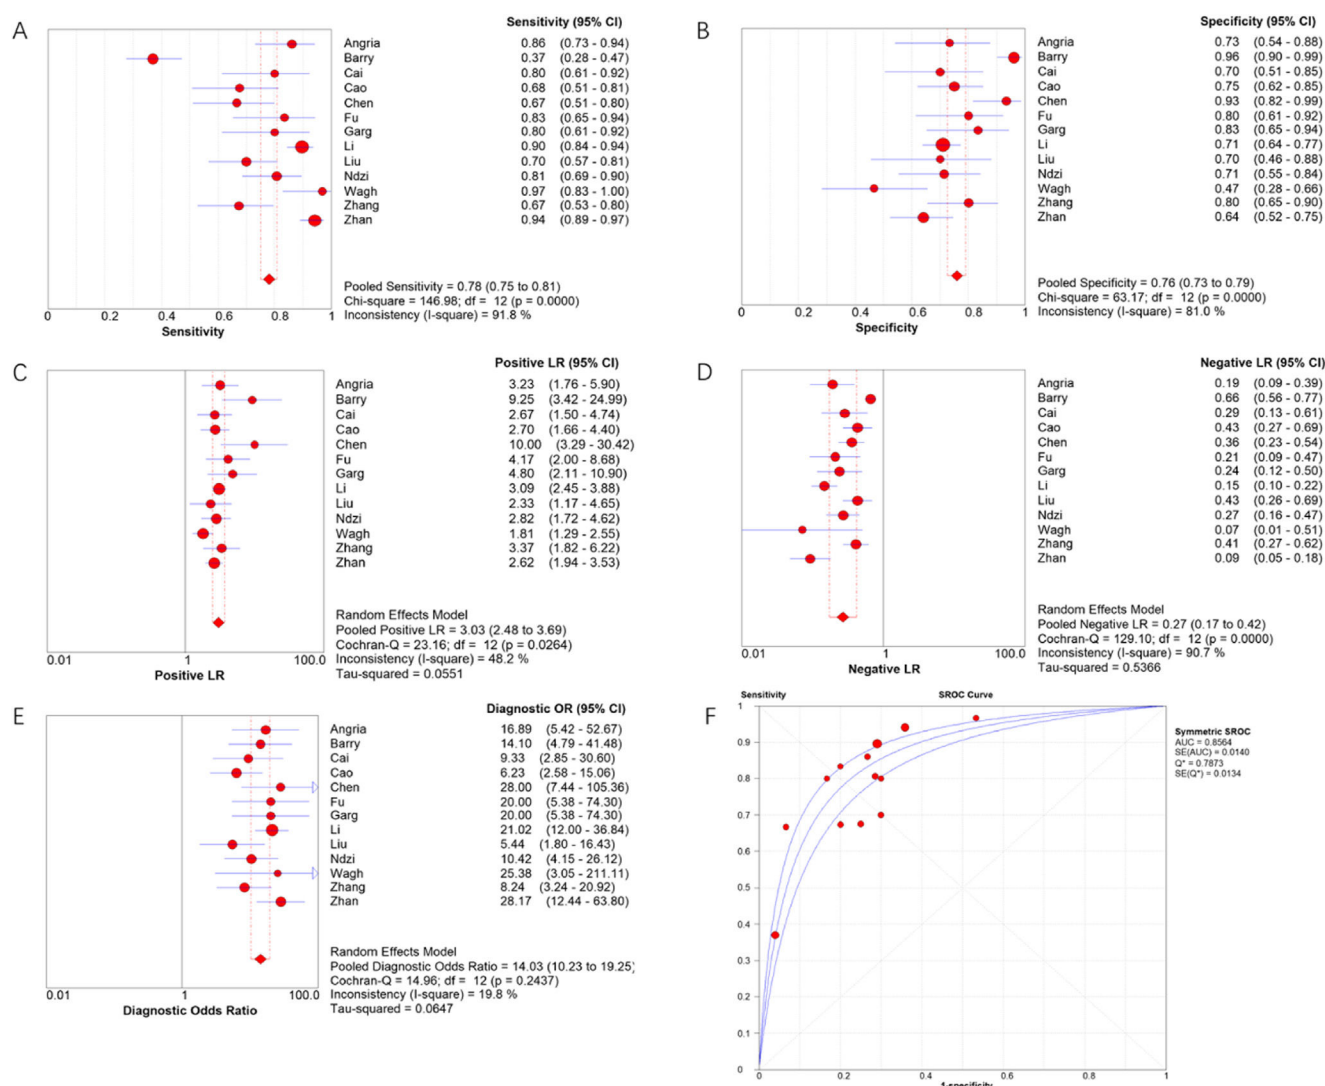 A
Sensitivity (95% CI)
Angria 0.86 (0.73 - 0.94)
Barry 0.37 (0.28 - 0.47)
Cai 0.80 (0.61 - 0.92)
Cao 0.68 (0.51 - 0.81)
Chen 0.67 (0.51 - 0.80)
Fu 0.83 (0.65 - 0.94)
Garg 0.80 (0.61 - 0.92)
Li 0.90 (0.84 - 0.94)
Liu 0.70 (0.57 - 0.81)
Ndzi 0.81 (0.69 - 0.90)
Wagh 0.97 (0.83 - 1.00)
Zhang 0.67 (0.53 - 0.80)
Zhan 0.94 (0.89 - 0.97)
Pooled Sensitivity = 0.78 (0.75 to 0.81)
Chi-square = 146.98; df = 12 (p = 0.0000)
Inconsistency (I-square) = 91.8 %
0 0.2 0.4 0.6 0.8 1
Sensitivity
B
Specificity (95% CI)
Angria 0.73 (0.54 - 0.88)
Barry 0.96 (0.90 - 0.99)
Cai 0.70 (0.51 - 0.85)
Cao 0.75 (0.62 - 0.85)
Chen 0.93 (0.82 - 0.99)
Fu 0.80 (0.61 - 0.92)
Garg 0.83 (0.65 - 0.94)
Li 0.71 (0.64 - 0.77)
Liu 0.70 (0.46 - 0.88)
Ndzi 0.71 (0.55 - 0.84)
Wagh 0.47 (0.28 - 0.66)
Zhang 0.80 (0.65 - 0.90)
Zhan 0.64 (0.52 - 0.75)
Pooled Specificity = 0.76 (0.73 to 0.79)
Chi-square = 63.17; df = 12 (p = 0.0000)
Inconsistency (I-square) = 81.0 %
0 0.2 0.4 0.6 0.8 1
Specificity
C
Positive LR (95% CI)
Angria 3.23 (1.76 - 5.90)
Barry 9.25 (3.42 - 24.99)
Cai 2.67 (1.50 - 4.74)
Cao 2.70 (1.66 - 4.40)
Chen 10.00 (3.29 - 30.42)
Fu 4.17 (2.00 - 8.68)
Garg 4.80 (2.11 - 10.90)
Li 3.09 (2.45 - 3.88)
Liu 2.33 (1.17 - 4.65)
Ndzi 2.82 (1.72 - 4.62)
Wagh 1.81 (1.29 - 2.55)
Zhang 3.37 (1.82 - 6.22)
Zhan 2.62 (1.94 - 3.53)
Random Effects Model
Pooled Positive LR = 3.03 (2.48 to 3.69)
Cochran-Q = 23.16; df = 12 (p = 0.0264)
Inconsistency (I-square) = 48.2 %
Tau-squared = 0.0551
0.01 1 100.0
Positive LR
D
Negative LR (95% CI)
Angria 0.19 (0.09 - 0.39)
Barry 0.66 (0.56 - 0.77)
Cai 0.29 (0.13 - 0.61)
Cao 0.43 (0.27 - 0.69)
Chen 0.36 (0.23 - 0.54)
Fu 0.21 (0.09 - 0.47)
Garg 0.24 (0.12 - 0.50)
Li 0.15 (0.10 - 0.22)
Liu 0.43 (0.26 - 0.69)
Ndzi 0.27 (0.16 - 0.47)
Wagh 0.07 (0.01 - 0.51)
Zhang 0.41 (0.27 - 0.62)
Zhan 0.09 (0.05 - 0.18)
Random Effects Model
Pooled Negative LR = 0.27 (0.17 to 0.42)
Cochran-Q = 129.10; df = 12 (p = 0.0000)
Inconsistency (I-square) = 90.7 %
Tau-squared = 0.5366
0.01 1 100.0
Negative LR
E
Diagnostic OR (95% CI)
Angria 16.89 (5.42 - 52.67)
Barry 14.10 (4.79 - 41.48)
Cai 9.33 (2.85 - 30.60)
Cao 6.23 (2.58 - 15.06)
Chen 28.00 (7.44 - 105.36)
Fu 20.00 (5.38 - 74.30)
Garg 20.00 (5.38 - 74.30)
Li 21.02 (12.00 - 36.84)
Liu 5.44 (1.80 - 16.43)
Ndzi 10.42 (4.15 - 26.12)
Wagh 25.38 (3.05 - 211.11)
Zhang 8.24 (3.24 - 20.92)
Zhan 28.17 (12.44 - 63.80)
Random Effects Model
Pooled Diagnostic Odds Ratio = 14.03 (10.23 to 19.25)
Cochran-Q = 14.96; df = 12 (p = 0.2437)
Inconsistency (I-square) = 19.8 %
Tau-squared = 0.0647
0.01 1 100.0
Diagnostic Odds Ratio
F
Sensitivity SROC Curve
1
0.9
0.8
0.7
0.6
0.5
0.4
0.3
0.2
0.1
0
Symmetric SROC
AUC = 0.8564
SE(AUC) = 0.0140
Q* = 0.7873
SE(Q*) = 0.0134
0 0.2 0.4 0.6 0.8 1
1-specificity